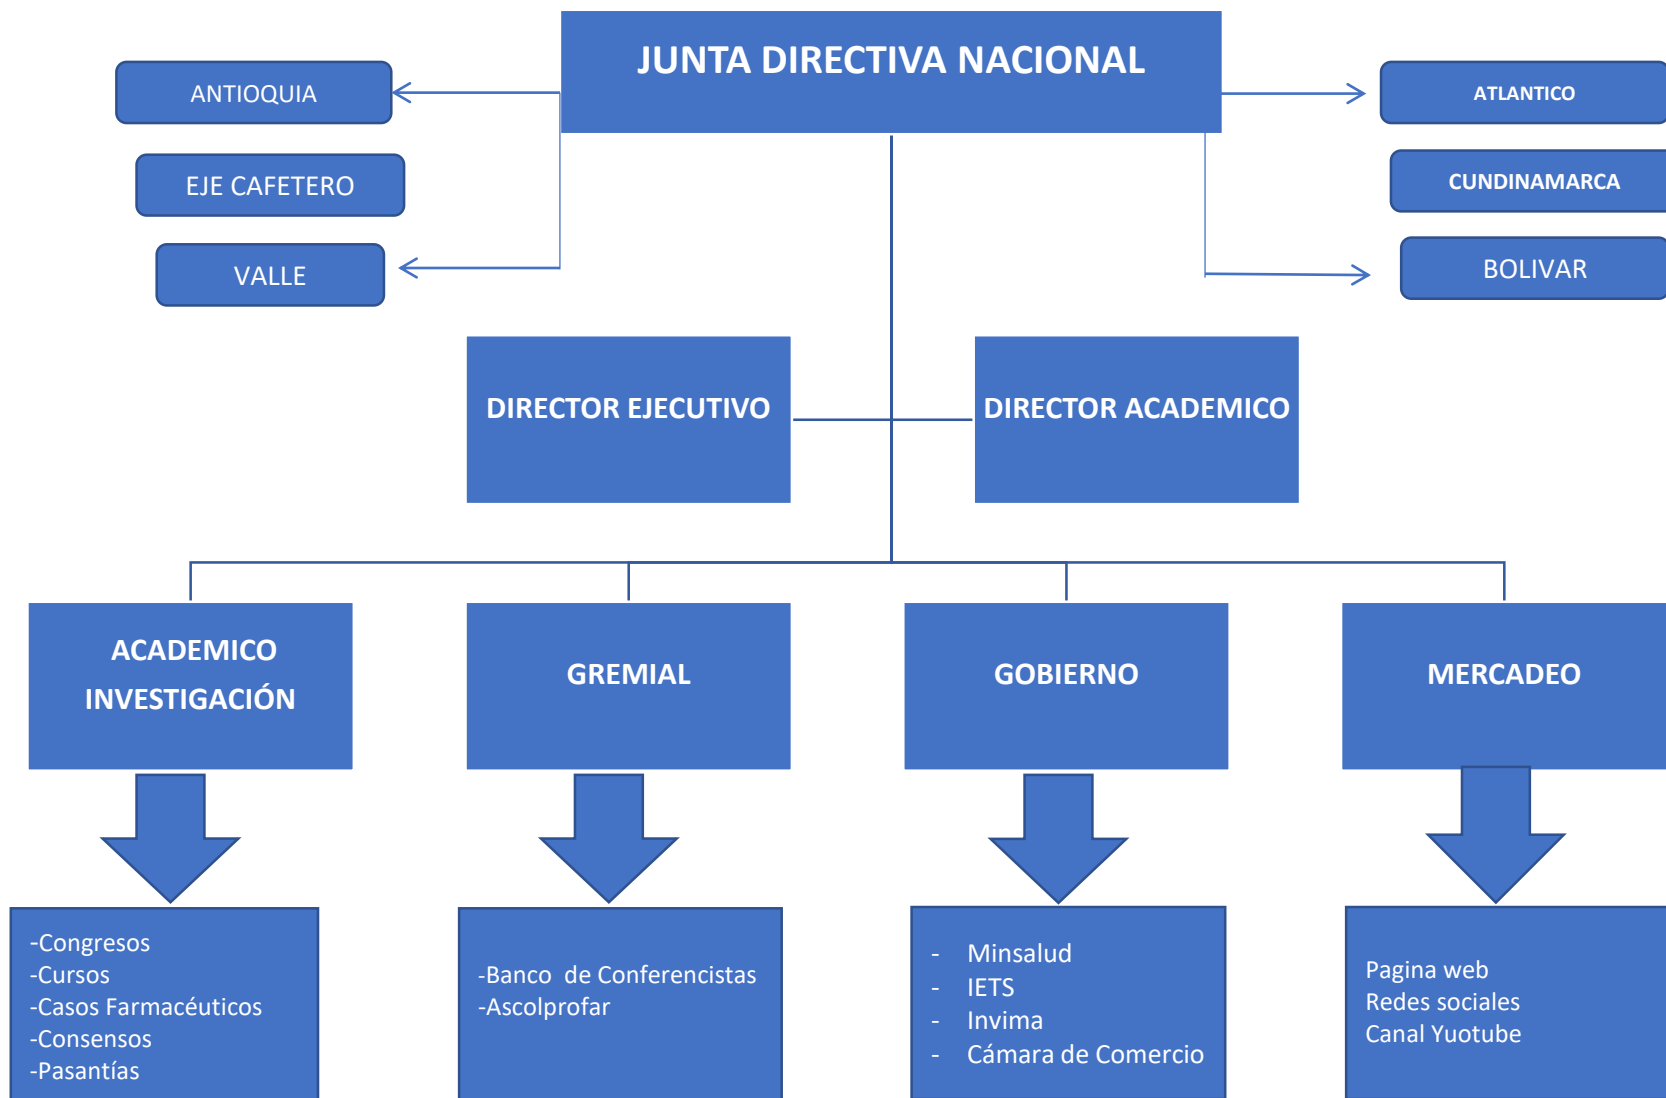 JUNTA DIRECTIVA NACIONAL
ANTIOQUIA
ATLANTICO
EJE CAFETERO
CUNDINAMARCA
VALLE
BOLIVAR
DIRECTOR EJECUTIVO
DIRECTOR ACADEMICO
ACADEMICO
INVESTIGACIÓN
GREMIAL
GOBIERNO
MERCADEO
-Congresos
-Cursos
-Casos Farmacéuticos
-Consensos
-Pasantías
-Banco  de Conferencistas
-Ascolprofar
- Minsalud
- IETS
- Invima
- Cámara de Comercio
Pagina web
Redes sociales
Canal Yuotube